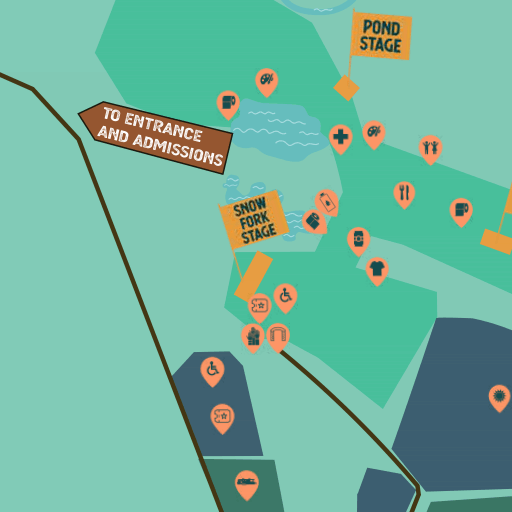 POND
STAGE
TO ENTRANCE
AND ADMISSIONS
SNOW
FORK
STAGE